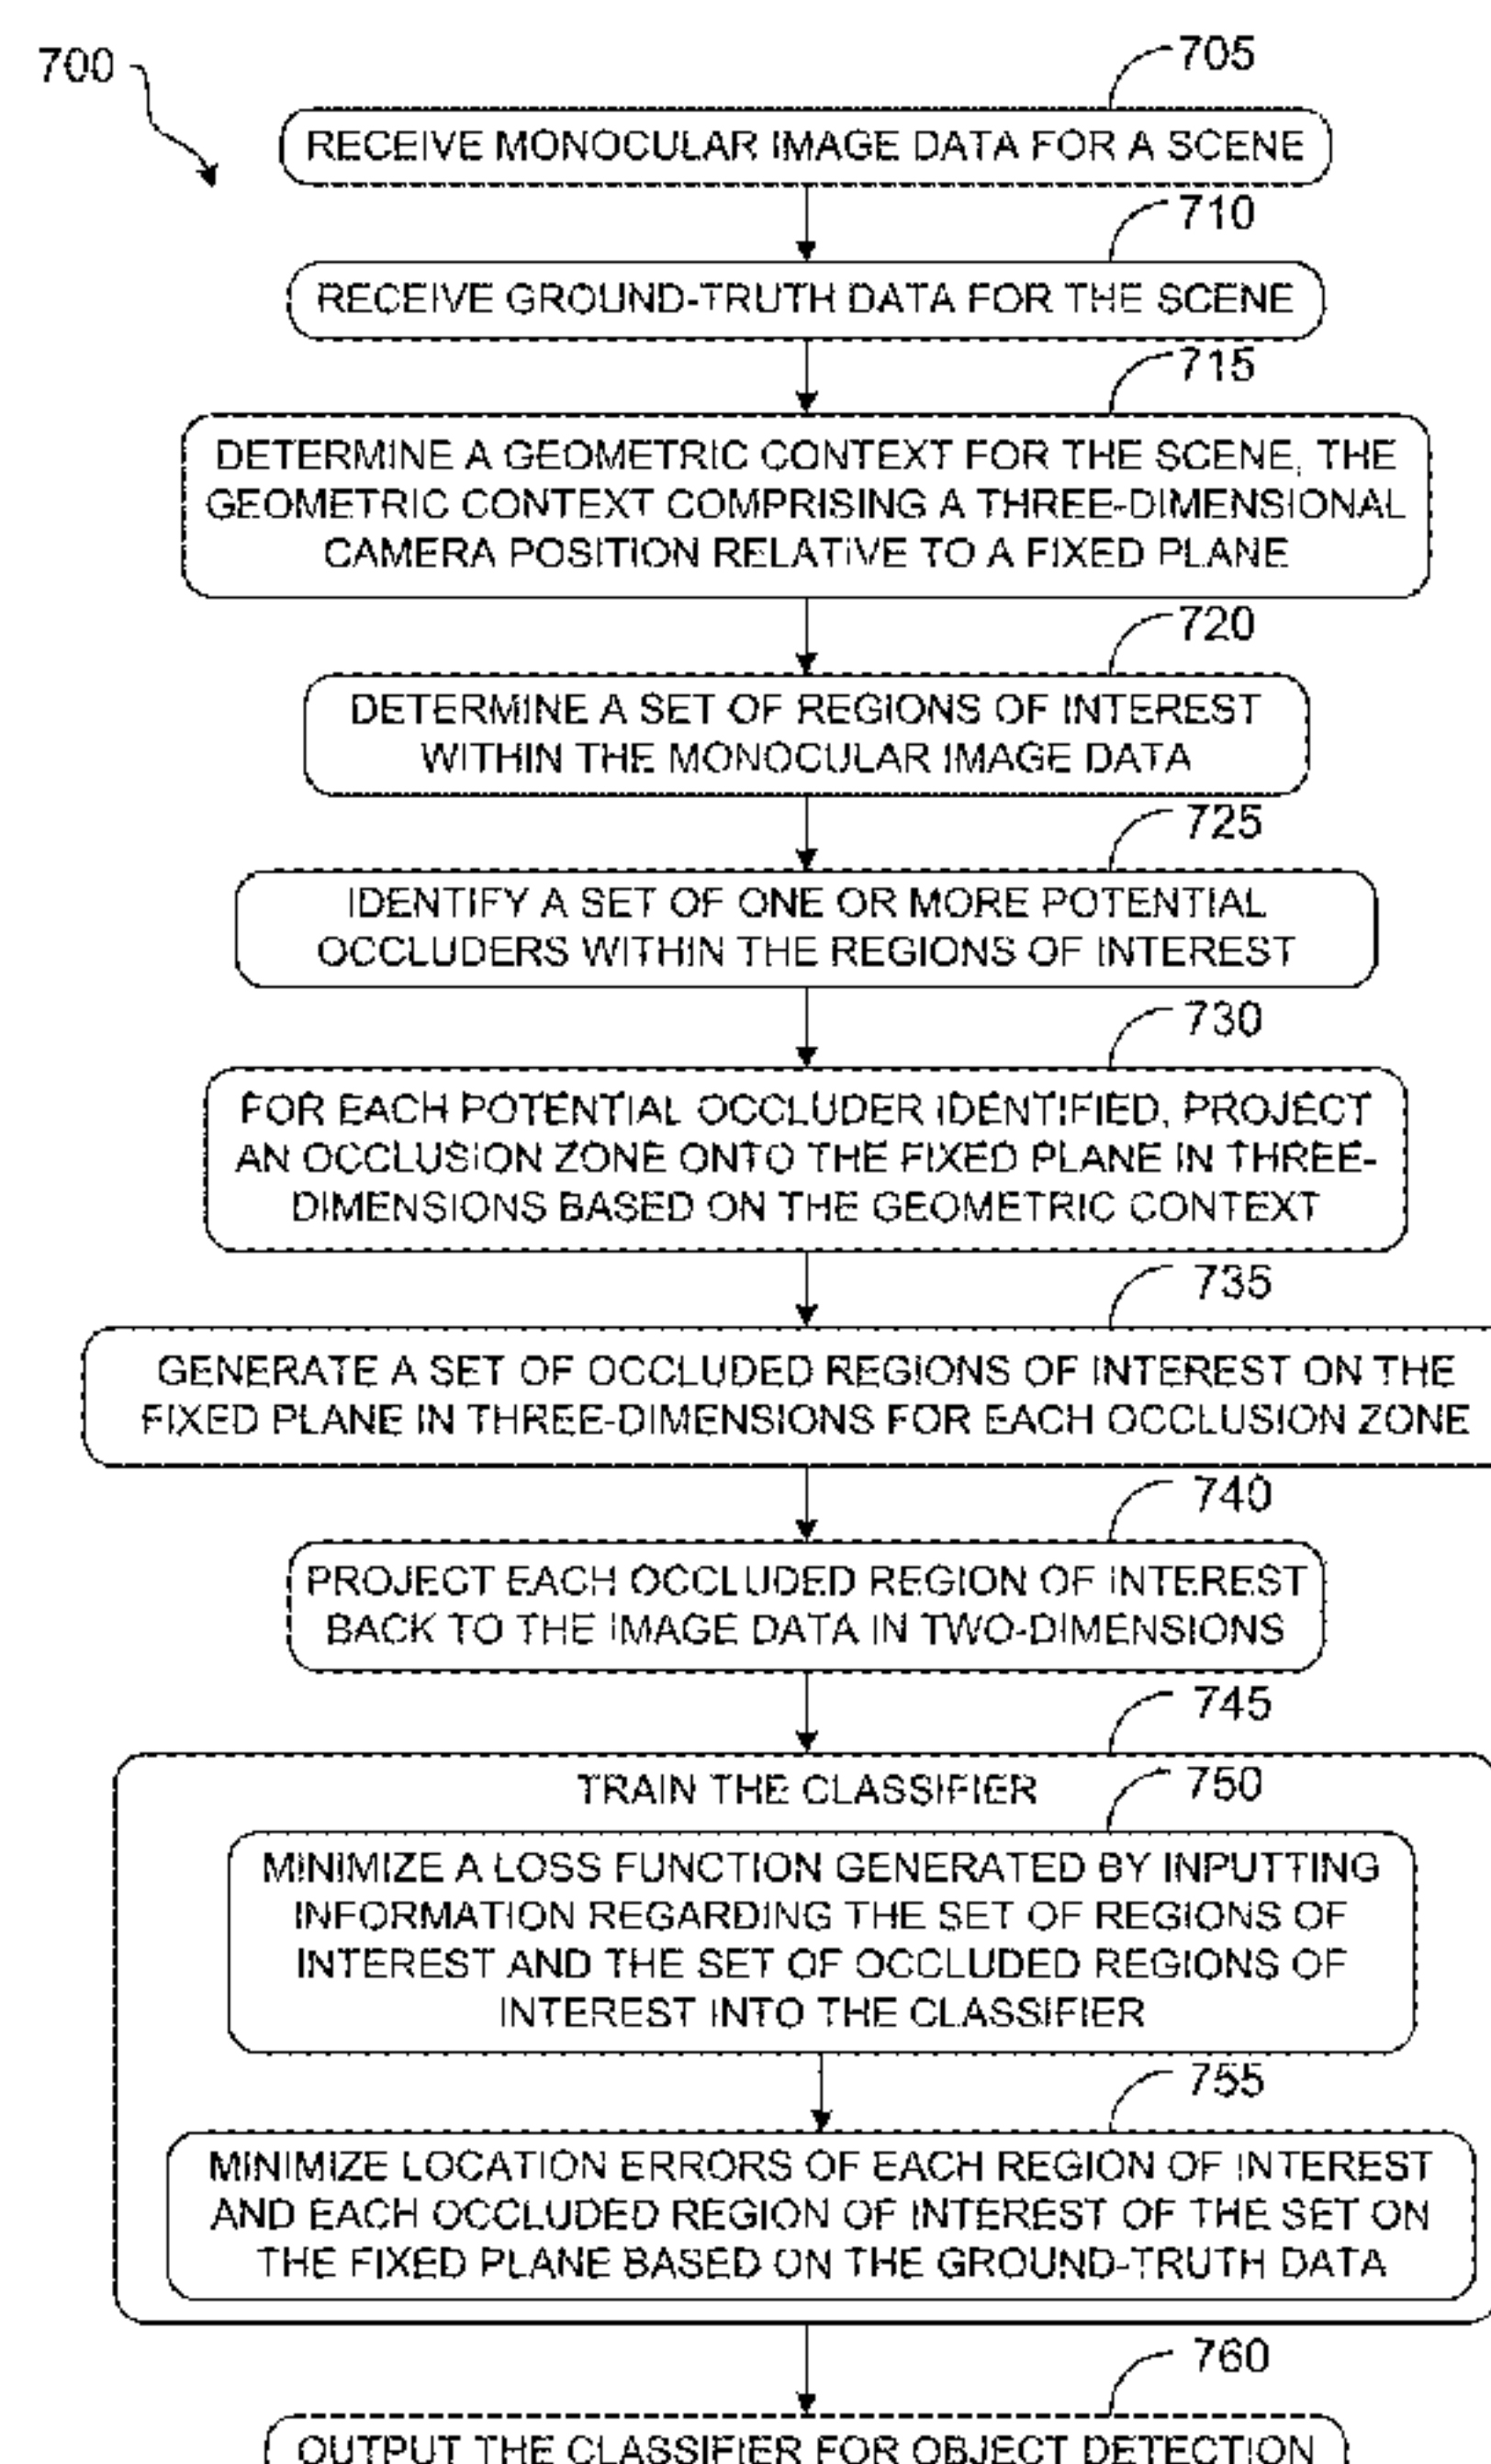 700
705
RECEIVE MONOCULAR IMAGE DATA FOR A SCENE
710
RECEIVE GROUND-TRUTH DATA FOR THE SCENE
715
DETERMINE A GEOMETRIC CONTEXT FOR THE SCENE, THE
GEOMETRIC CONTEXT COMPRISING A THREE-DIMENSIONAL
CAMERA POSITION RELATIVE TO A FIXED PLANE
720
DETERMINE A SET OF REGIONS OF INTEREST
WITHIN THE MONOCULAR IMAGE DATA
725
IDENTIFY A SET OF ONE OR MORE POTENTIAL
OCCLUDERS WITHIN THE REGIONS OF INTEREST
730
FOR EACH POTENTIAL OCCLUDER IDENTIFIED, PROJECT
AN OCCLUSION ZONE ONTO THE FIXED PLANE IN THREE-
DIMENSIONS BASED ON THE GEOMETRIC CONTEXT
735
GENERATE A SET OF OCCLUDED REGIONS OF INTEREST ON THE
FIXED PLANE IN THREE-DIMENSIONS FOR EACH OCCLUSION ZONE
740
PROJECT EACH OCCLUDED REGION OF INTEREST
BACK TO THE IMAGE DATA IN TWO-DIMENSIONS
745
TRAIN THE CLASSIFIER
750
MINIMIZE A LOSS FUNCTION GENERATED BY INPUTTING
INFORMATION REGARDING THE SET OF REGIONS OF
INTEREST AND THE SET OF OCCLUDED REGIONS OF
INTEREST INTO THE CLASSIFIER
755
MINIMIZE LOCATION ERRORS OF EACH REGION OF INTEREST
AND EACH OCCLUDED REGION OF INTEREST OF THE SET ON
THE FIXED PLANE BASED ON THE GROUND-TRUTH DATA
760
OUTPUT THE CLASSIFIER FOR OBJECT DETECTION